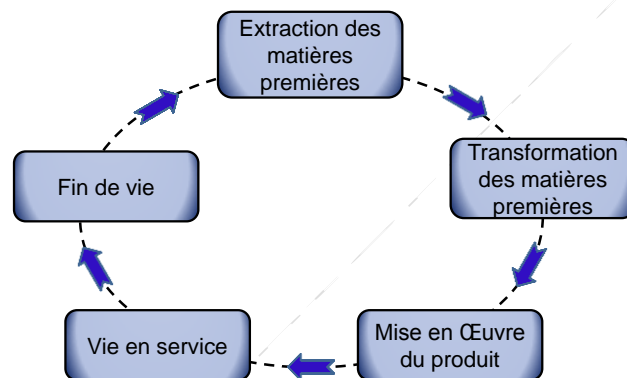 Extraction des
matières
premières
Transformation
des matières
premières
Mise en Œuvre
du produit
Vie en service
Fin de vie